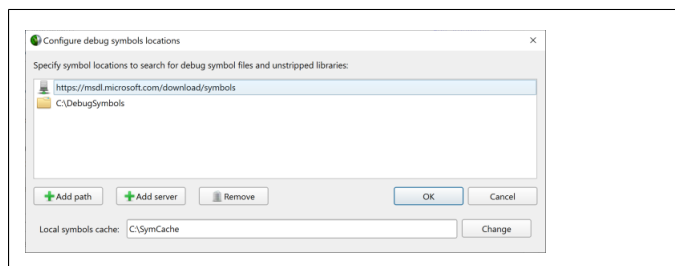 Configure debug symbols locations
Specify symbol locations to search for debug symbol files and unstripped libraries:
https://msdl.microsoft.com/download/symbols
C:\DebugSymbols
Add path Add server Remove OK Cancel
Local symbols cache: C:\SymCache Change